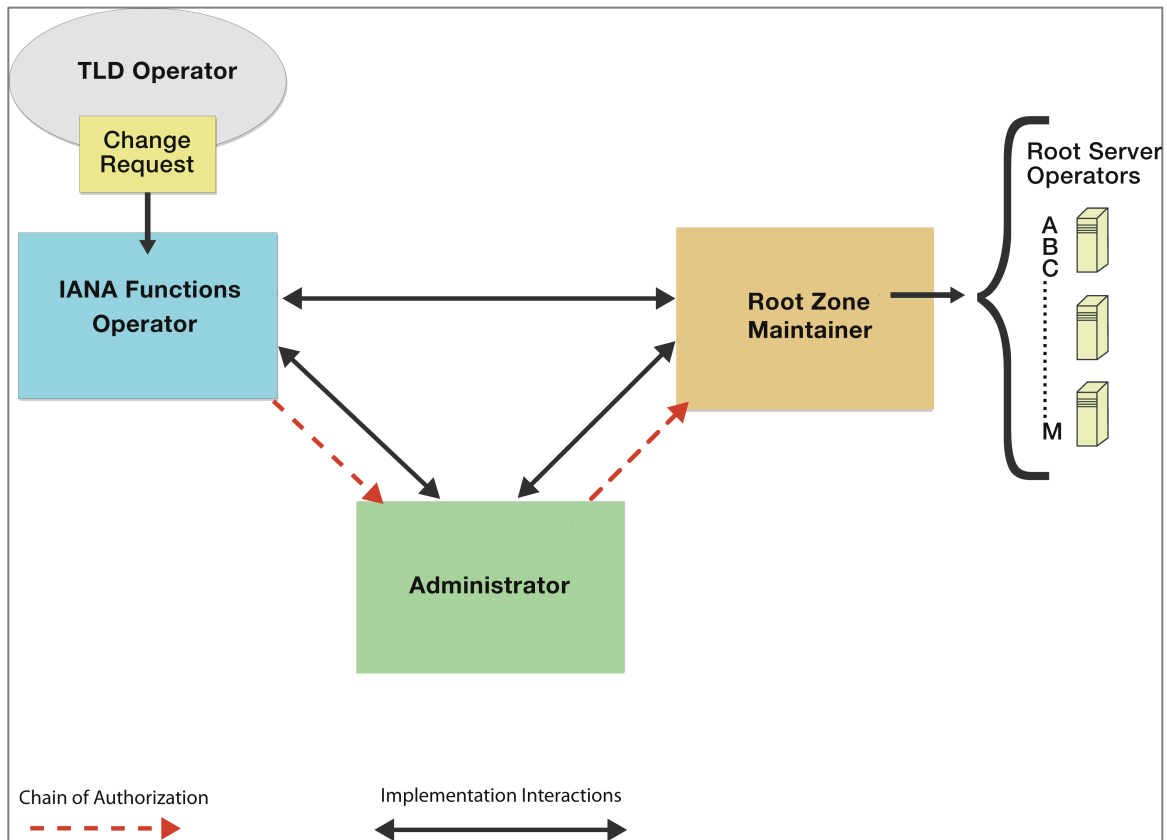 TLD Operator
Change
Request
IANA Functions
Operator
Root Zone
Maintainer
Root Server
Operators
A
B
C
M
Administrator
Chain of Authorization
Implementation Interactions